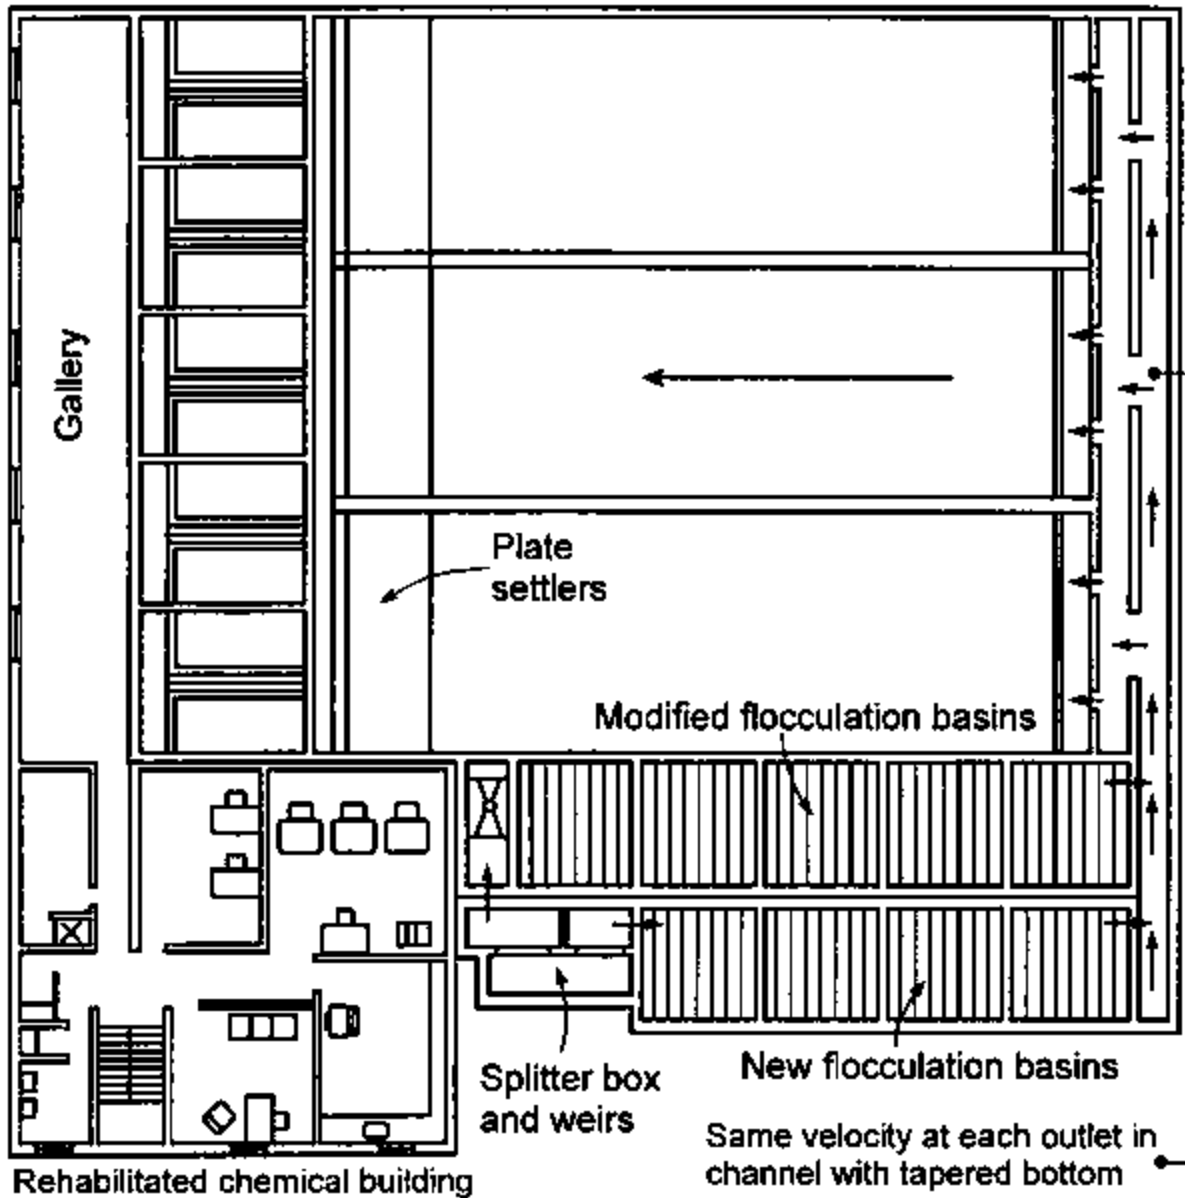 Gallery
Plate
settlers
Modified flocculation basins
Splitter box
and weirs
New flocculation basins
Same velocity at each outlet in
channel with tapered bottom
Rehabilitated chemical building